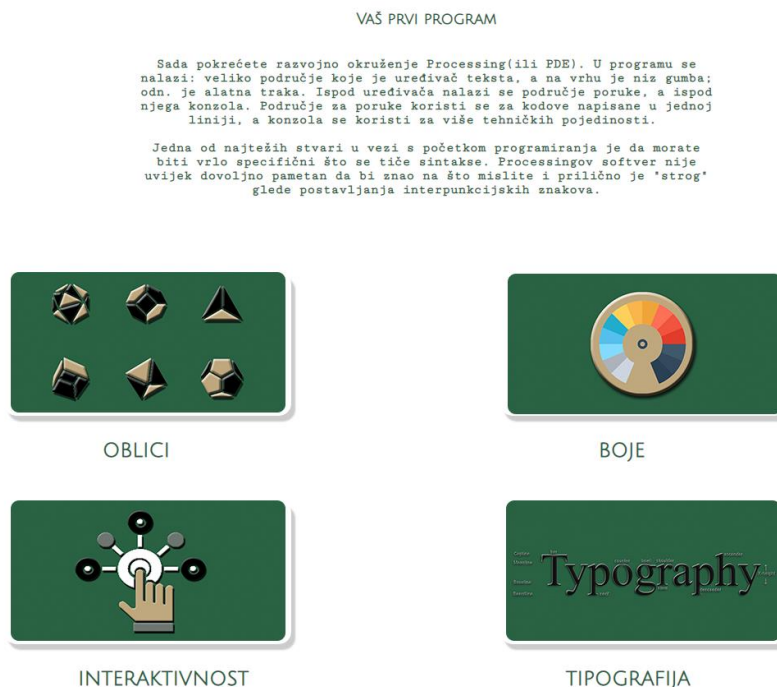 VAŠ PRVI PROGRAM
Sada pokrećete razvojno okruženje Processing(ili PDE). U programu se
nalazi: veliko područje koje je uređivač teksta, a na vrhu je niz gumba;
odn. je alatna traka. Ispod uređivača nalazi se područje poruke, a ispod
njega konzola. Područje za poruke koristi se za kodove napisane u jednoj
liniji, a konzola se koristi za više tehničkih pojedinosti.
Jedna od najtežih stvari u vezi s početkom programiranja je da morate
biti vrlo specifični što se tiče sintakse. Processingov softver nije
uvijek dovoljno pametan da bi znao na što mislite i prilično je "strog"
glede postavljanja interpunkcijskih znakova.
OBLICI
BOJE
Typography
INTERAKTIVNOST
TIPOGRAFIJA